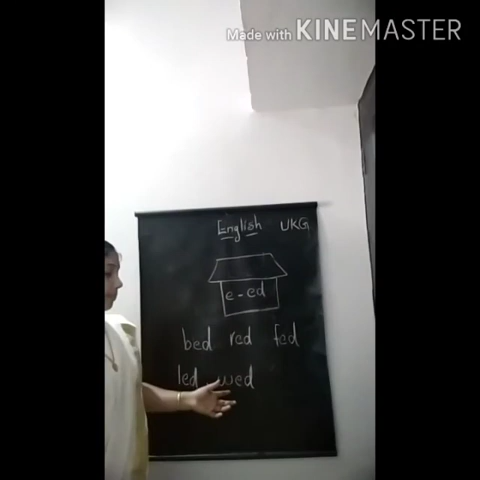 Made with KINEMASTER
English UKG
e - ed
bed red fed
led wed